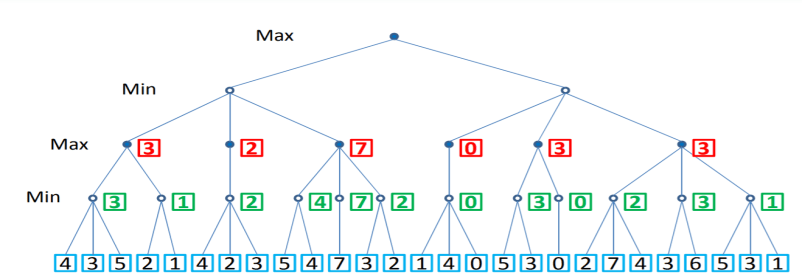 Max
Min
Max 3 2 7 0 3 3
Min 3 1 2 4 7 2 0 3 0 2 3 1
4 3 5 2 1 4 2 3 5 4 7 3 2 1 4 0 5 3 0 2 7 4 3 6 5 3 1